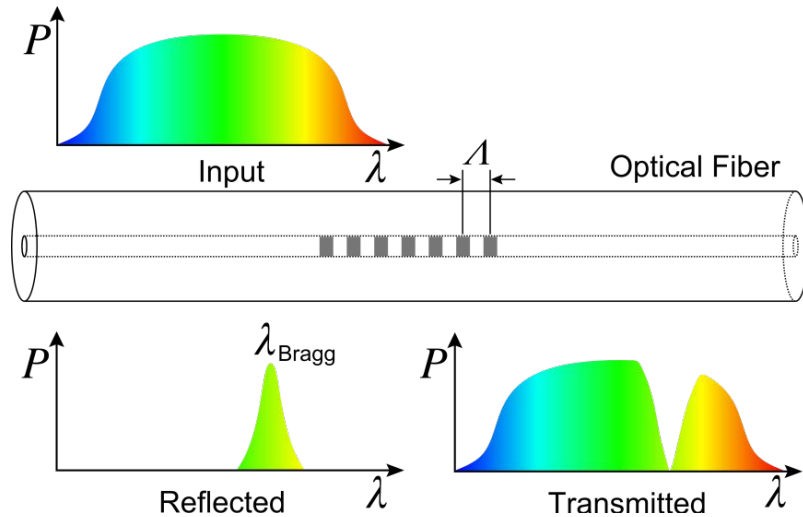 P
Input
λ
Λ
Optical Fiber
P
λBragg
Reflected
λ
P
Transmitted
λ